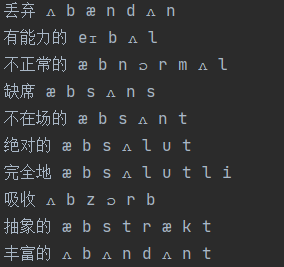 丢弃 ʌ b æ n d ʌ n
有能力的 eɪ b ʌ l
不正常的 æ b n ɔ r m ʌ l
缺席 æ b s ʌ n s
不在场的 æ b s ʌ n t
绝对的 æ b s ʌ l u t
完全地 æ b s ʌ l u t l i
吸收 ʌ b z ɔ r b
抽象的 æ b s t r æ k t
丰富的 ʌ b ʌ n d ʌ n t